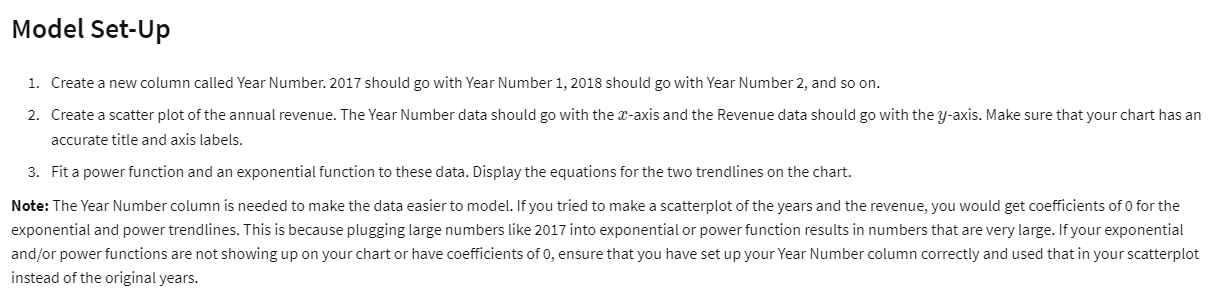 Model Set-Up
1. Create a new column called Year Number. 2017 should go with Year Number 1, 2018 should go with Year Number 2, and so on.
2. Create a scatter plot of the annual revenue. The Year Number data should go with the x-axis and the Revenue data should go with the y-axis. Make sure that your chart has an
accurate title and axis labels.
3. Fit a power function and an exponential function to these data. Display the equations for the two trendlines on the chart.
Note: The Year Number column is needed to make the data easier to model. If you tried to make a scatterplot of the years and the revenue, you would get coefficients of 0 for the
exponential and power trendlines. This is because plugging large numbers like 2017 into exponential or power function results in numbers that are very large. If your exponential
and/or power functions are not showing up on your chart or have coefficients of 0, ensure that you have set up your Year Number column correctly and used that in your scatterplot
instead of the original years.